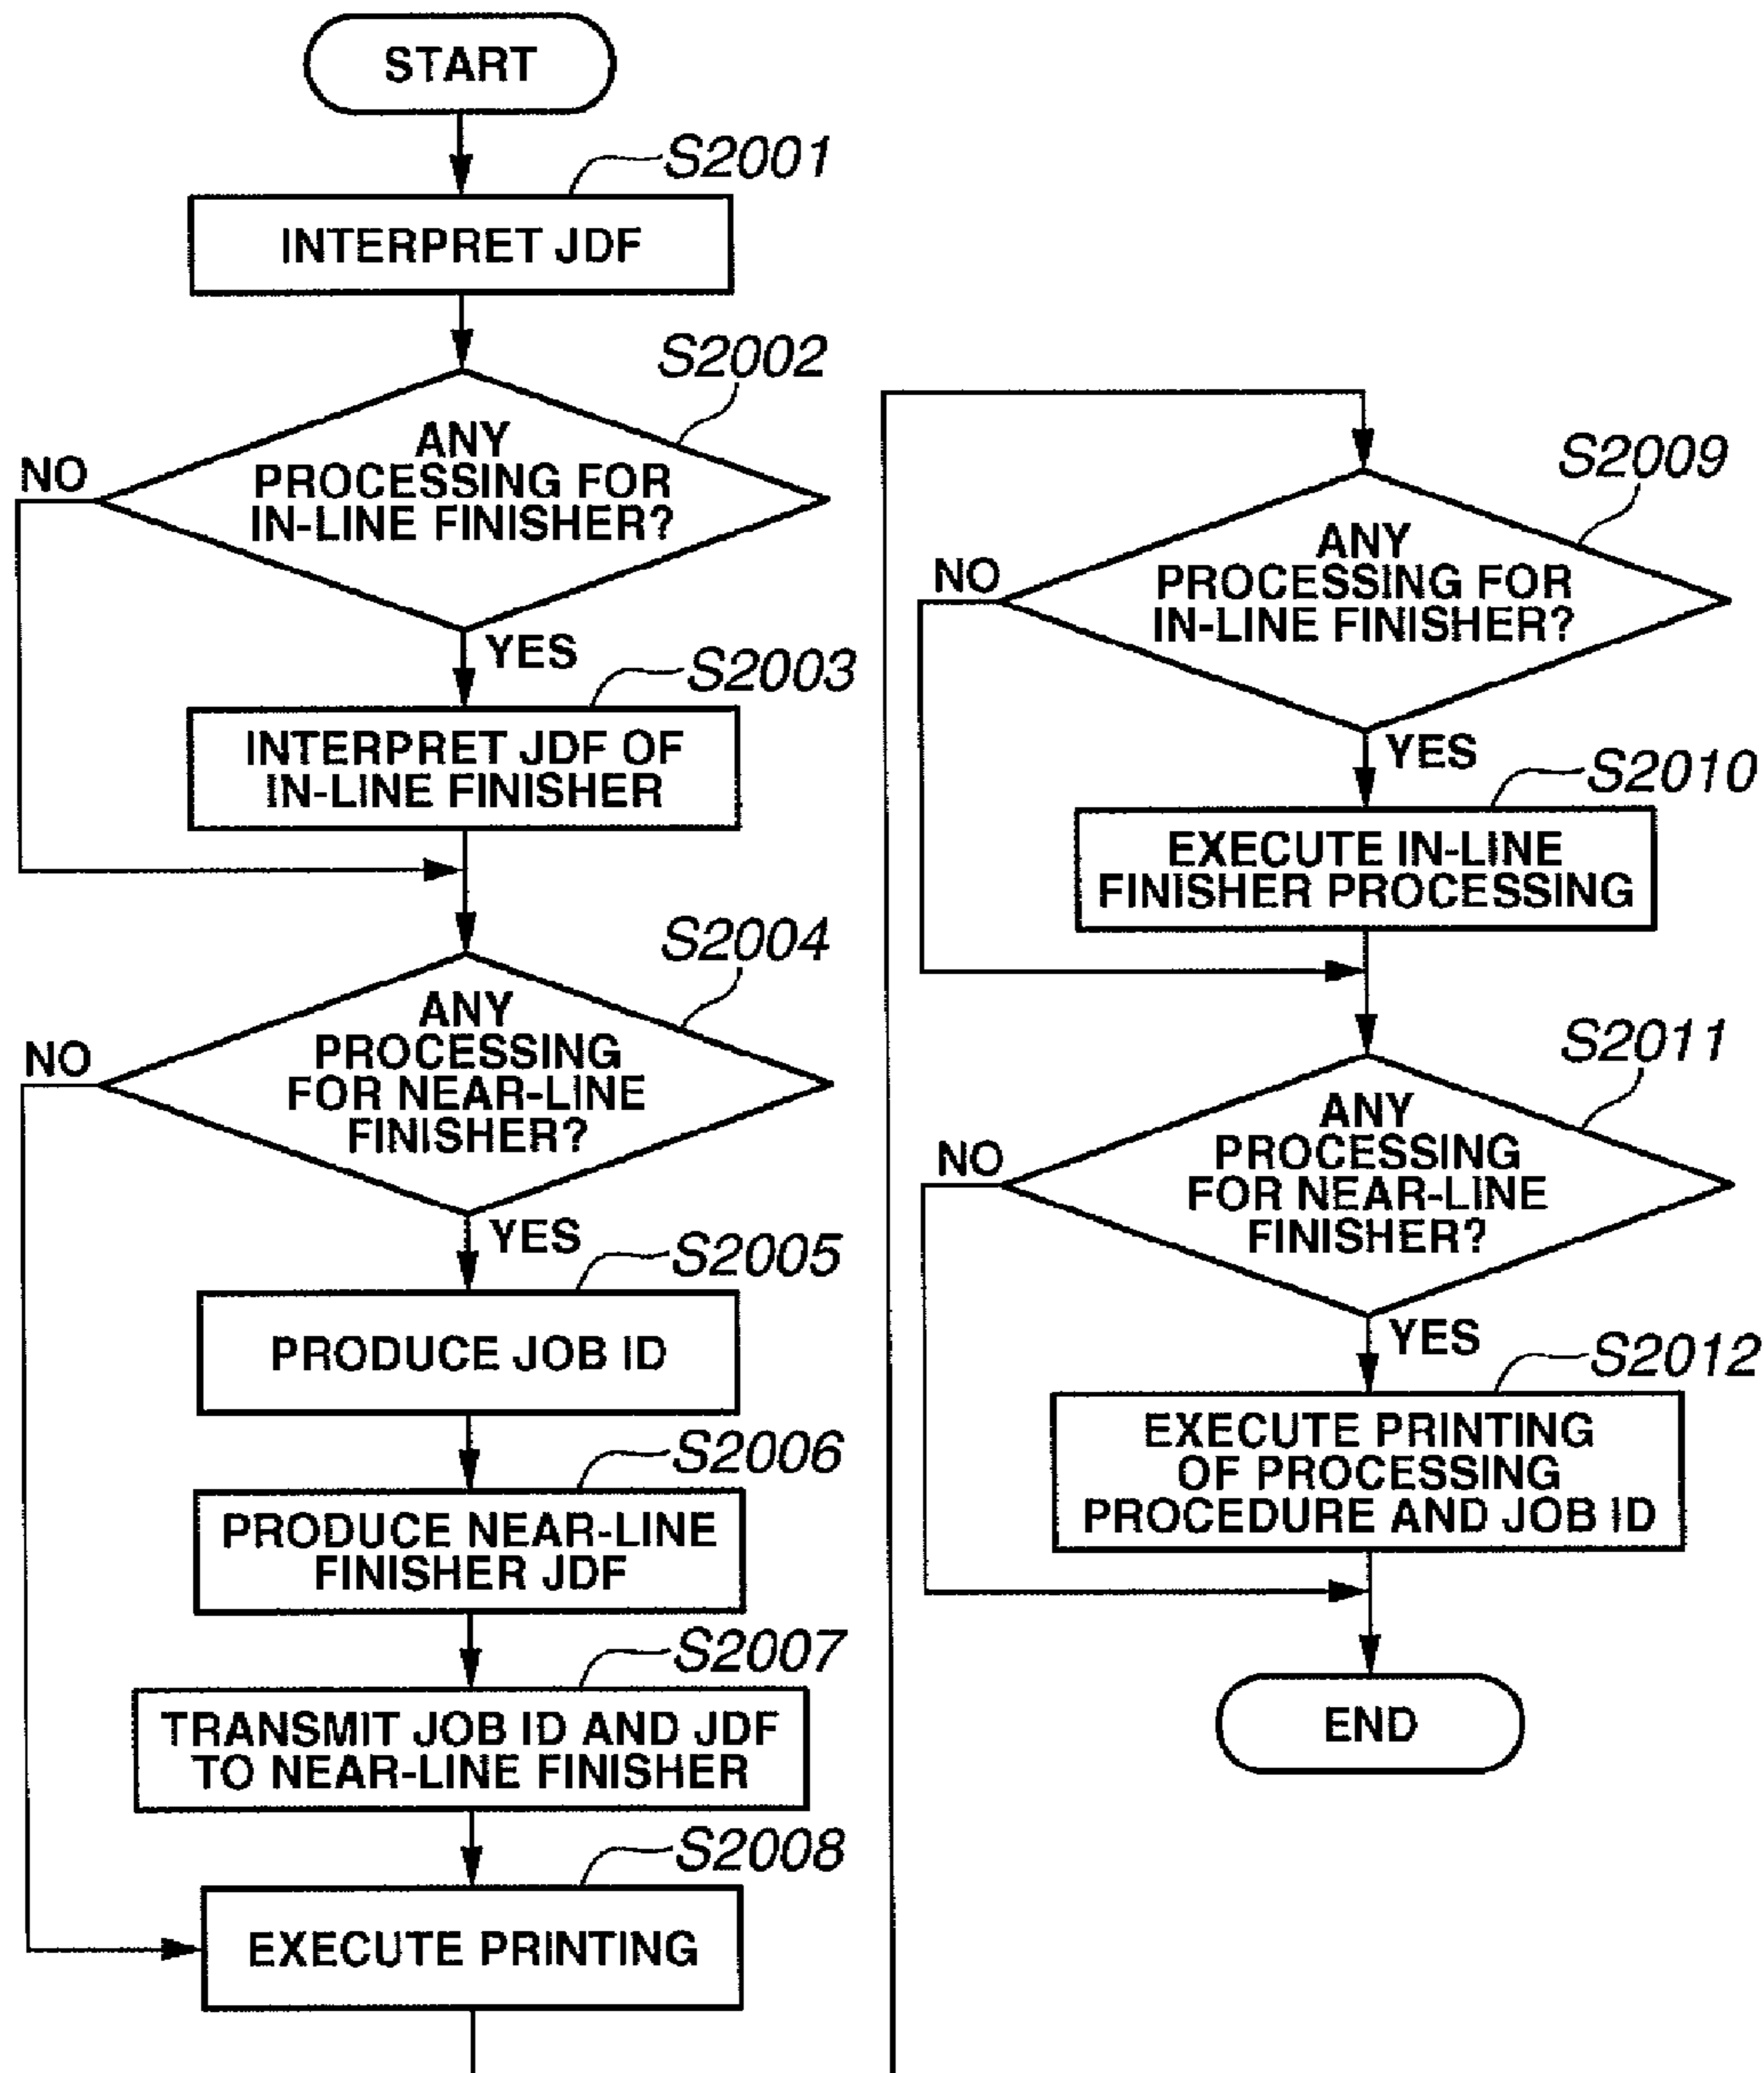 START
S2001
INTERPRET JDF
S2002
ANY
PROCESSING FOR
IN-LINE FINISHER?
NO
YES
S2003
INTERPRET JDF OF
IN-LINE FINISHER
S2004
ANY
PROCESSING
FOR NEAR-LINE
FINISHER?
NO
YES
S2005
PRODUCE JOB ID
S2006
PRODUCE NEAR-LINE
FINISHER JDF
S2007
TRANSMIT JOB ID AND JDF
TO NEAR-LINE FINISHER
S2008
EXECUTE PRINTING
S2009
ANY
PROCESSING FOR
IN-LINE FINISHER?
NO
YES
S2010
EXECUTE IN-LINE
FINISHER PROCESSING
S2011
ANY
PROCESSING
FOR NEAR-LINE
FINISHER?
NO
YES
S2012
EXECUTE PRINTING
OF PROCESSING
PROCEDURE AND JOB ID
END